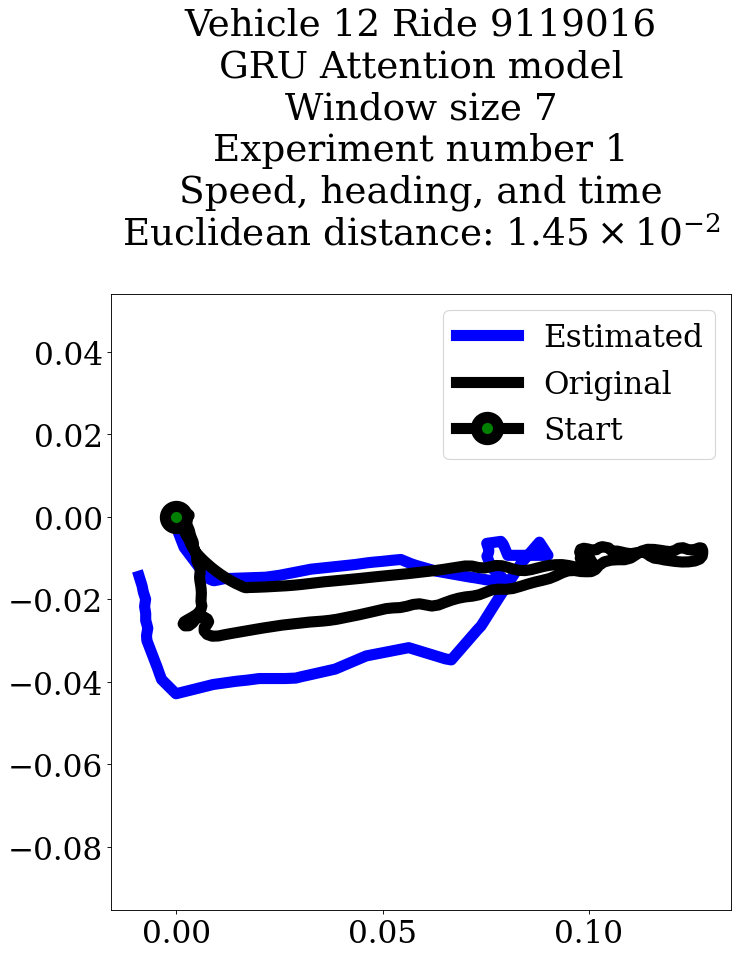 Vehicle 12 Ride 9119016
GRU Attention model
Window size 7
Experiment number 1
Speed, heading, and time
Euclidean distance: 1.45 × 10⁻²
Estimated
Original
Start
0.04
0.02
0.00
−0.02
−0.04
−0.06
−0.08
0.00 0.05 0.10